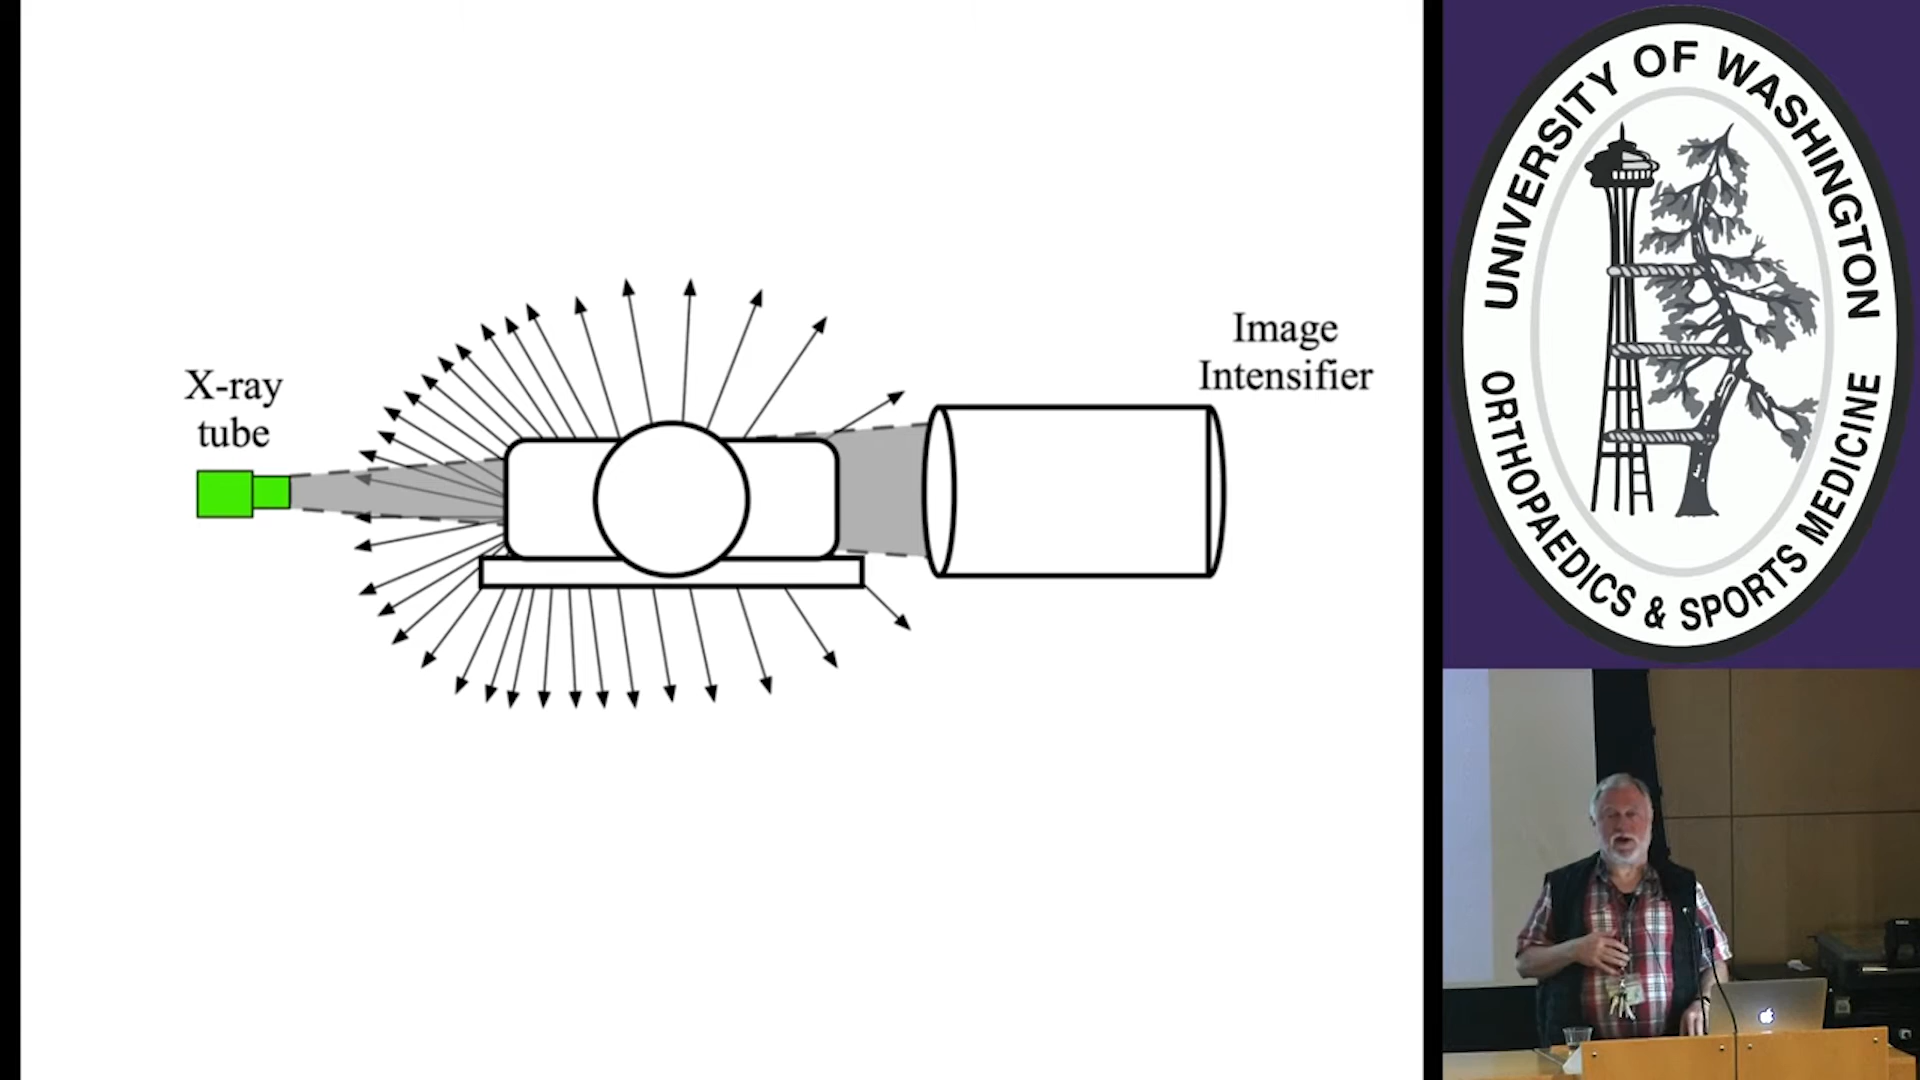 X-ray
tube
Image
Intensifier
UNIVERSITY OF WASHINGTON
ORTHOPAEDICS & SPORTS MEDICINE